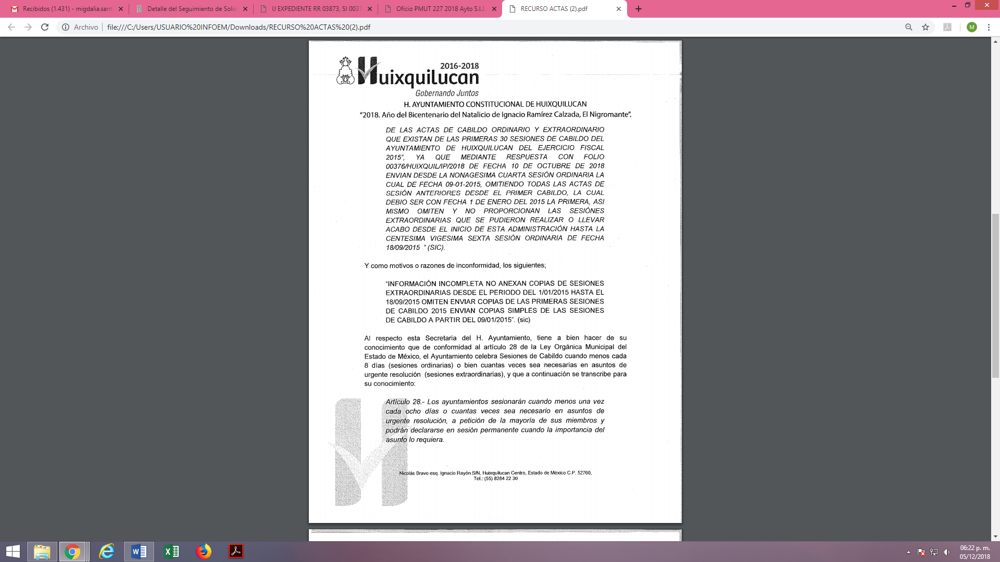 Recibidos (1.431) - migdalia.sant
Detalle del Seguimiento de Solici
IJ EXPEDIENTE RR 03873, SI 0037
Oficio PMUT 227 2018 Ayto S.I.J.
RECURSO ACTAS (2).pdf
Archivo
file:///C:/Users/USUARIO%20INFOEM/Downloads/RECURSO%20ACTAS%20(2).pdf
M
2016-2018
Huixquilucan
Gobernando Juntos
H. AYUNTAMIENTO CONSTITUCIONAL DE HUIXQUILUCAN
"2018. Año del Bicentenario del Natalicio de Ignacio Ramírez Calzada, El Nigromante".
DE LAS ACTAS DE CABILDO ORDINARIO Y EXTRAORDINARIO
QUE EXISTAN DE LAS PRIMERAS 30 SESIONES DE CABILDO DEL
AYUNTAMIENTO DE HUIXQUILUCAN DEL EJERCICIO FISCAL
2015", YA QUE MEDIANTE RESPUESTA CON FOLIO
00376/HUIXQUIL/IP/2018 DE FECHA 10 DE OCTUBRE DE 2018
ENVIAN DESDE LA NONAGESIMA CUARTA SESIÓN ORDINARIA LA
CUAL DE FECHA 09-01-2015, OMITIENDO TODAS LAS ACTAS DE
SESIÓN ANTERIORES DESDE EL PRIMER CABILDO, LA CUAL
DEBIO SER CON FECHA 1 DE ENERO DEL 2015 LA PRIMERA, ASI
MISMO OMITEN Y NO PROPORCIONAN LAS SESIÓNES
EXTRAORDINARIAS QUE SE PUDIERON REALIZAR O LLEVAR
ACABO DESDE EL INICIO DE ESTA ADMINISTRACIÓN HASTA LA
CENTESIMA VIGESIMA SEXTA SESIÓN ORDINARIA DE FECHA
18/09/2015 " (SIC).
Y como motivos o razones de inconformidad, los siguientes;
"INFORMACIÓN INCOMPLETA NO ANEXAN COPIAS DE SESIONES
EXTRAORDINARIAS DESDE EL PERIODO DEL 1/01/2015 HASTA EL
18/09/2015 OMITEN ENVIAR COPIAS DE LAS PRIMERAS SESIONES
DE CABILDO 2015 ENVIAN COPIAS SIMPLES DE LAS SESIONES
DE CABILDO A PARTIR DEL 09/01/2015". (sic)
Al respecto esta Secretaria del H. Ayuntamiento, tiene a bien hacer de su
conocimiento que de conformidad al artículo 28 de la Ley Orgánica Municipal del
Estado de México, el Ayuntamiento celebra Sesiones de Cabildo cuando menos cada
8 días (sesiones ordinarias) o bien cuantas veces sea necesarias en asuntos de
urgente resolución (sesiones extraordinarias), y que a continuación se transcribe para
su conocimiento:
Artículo 28.- Los ayuntamientos sesionarán cuando menos una vez
cada ocho días o cuantas veces sea necesario en asuntos de
urgente resolución, a petición de la mayoría de sus miembros y
podrán declararse en sesión permanente cuando la importancia del
asunto lo requiera.
Nicolás Bravo esq. Ignacio Rayón S/N, Huixquilucan Centro, Estado de México C.P. 52760,
Tel.: (55) 8284 22 30
06:22 p. m.
05/12/2018